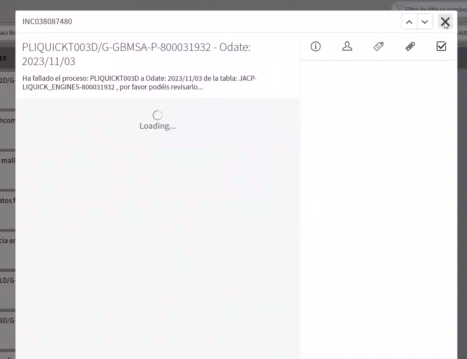 INC038087480
PLIQUICKT003D/G-GBMSA-P-800031932 - Odate:
2023/11/03
Ha fallado el proceso: PLIQUICKT003D a Odate: 2023/11/03 de la tabla: JACP-
LIQUICK_ENGINES-800031932 , por favor podéis revisarlo...
Loading...